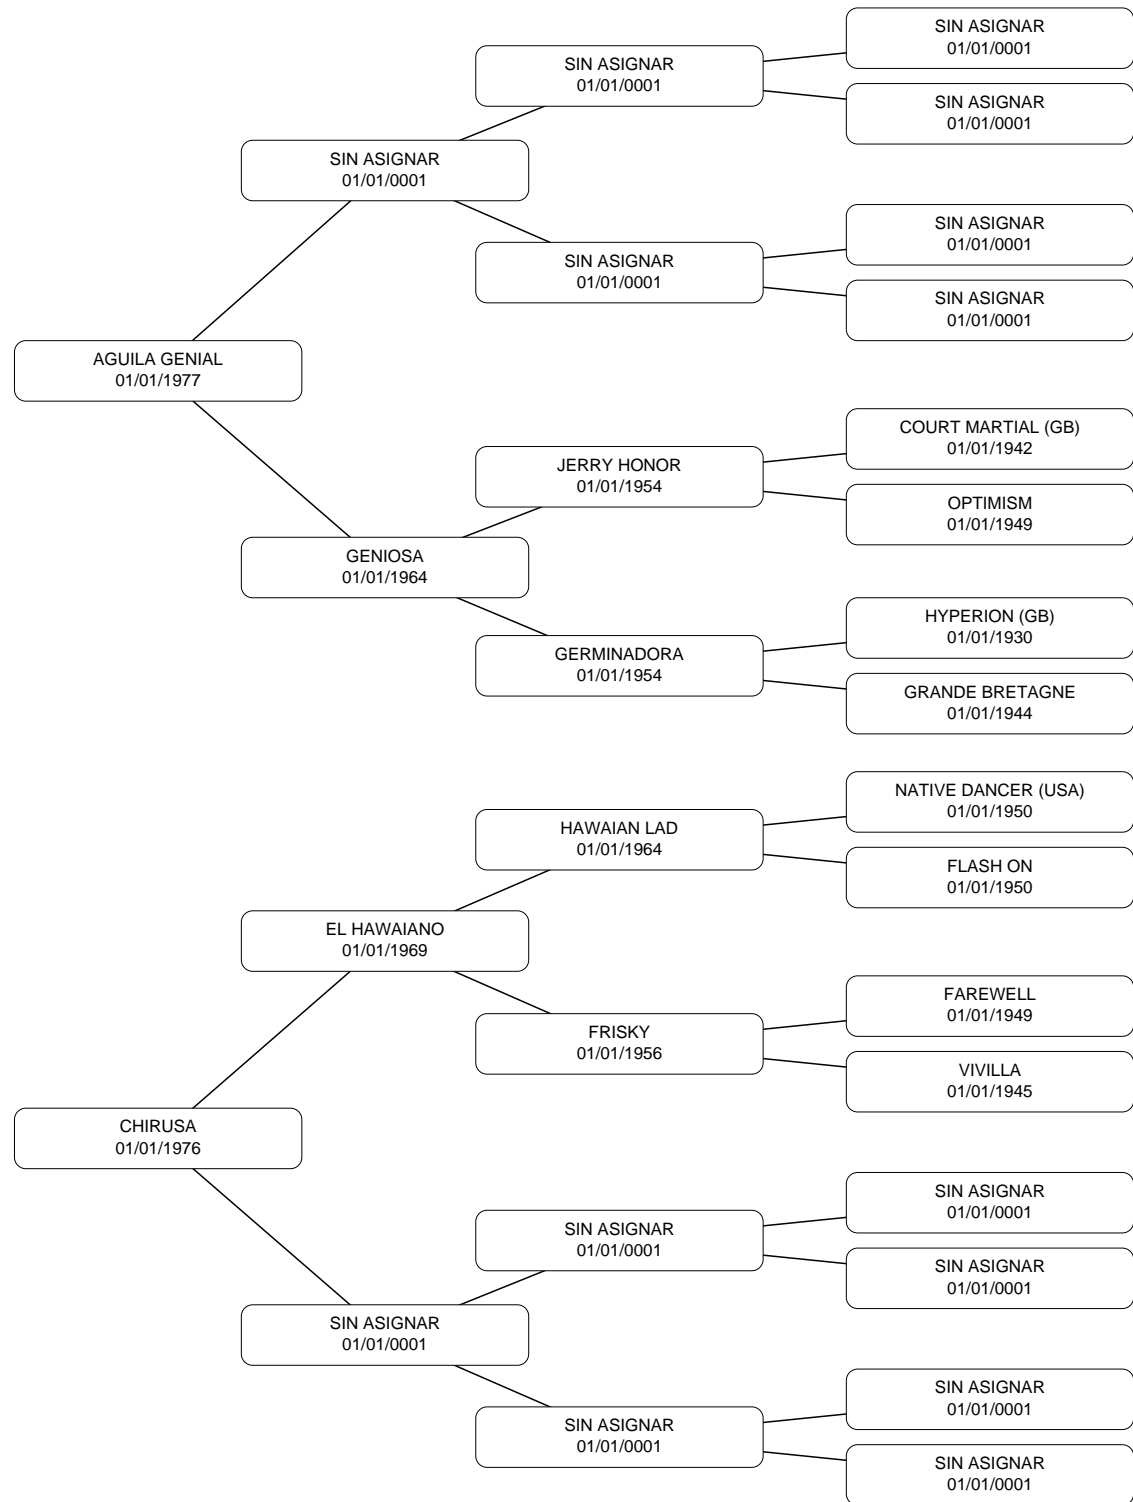 SIN ASIGNAR
01/01/0001
SIN ASIGNAR
01/01/0001
SIN ASIGNAR
01/01/0001
SIN ASIGNAR
01/01/0001
SIN ASIGNAR
01/01/0001
SIN ASIGNAR
01/01/0001
SIN ASIGNAR
01/01/0001
AGUILA GENIAL
01/01/1977
COURT MARTIAL (GB)
01/01/1942
JERRY HONOR
01/01/1954
OPTIMISM
01/01/1949
GENIOSA
01/01/1964
HYPERION (GB)
01/01/1930
GERMINADORA
01/01/1954
GRANDE BRETAGNE
01/01/1944
NATIVE DANCER (USA)
01/01/1950
HAWAIAN LAD
01/01/1964
FLASH ON
01/01/1950
EL HAWAIANO
01/01/1969
FAREWELL
01/01/1949
FRISKY
01/01/1956
VIVILLA
01/01/1945
CHIRUSA
01/01/1976
SIN ASIGNAR
01/01/0001
SIN ASIGNAR
01/01/0001
SIN ASIGNAR
01/01/0001
SIN ASIGNAR
01/01/0001
SIN ASIGNAR
01/01/0001
SIN ASIGNAR
01/01/0001
SIN ASIGNAR
01/01/0001